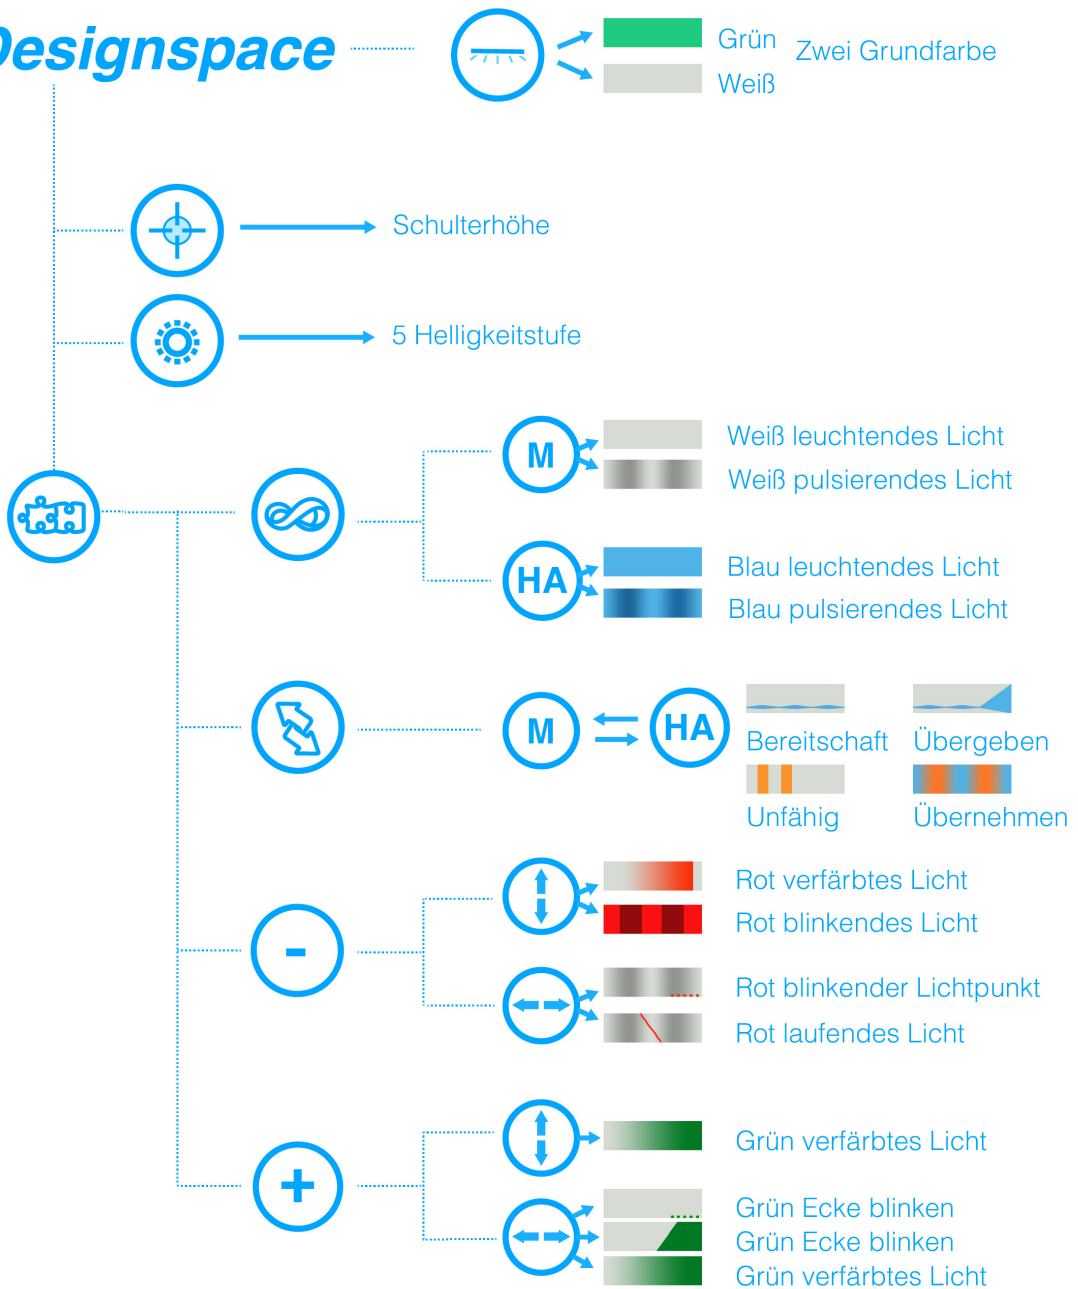 Designspace
Grün
Zwei Grundfarbe
Weiß
Schulterhöhe
5 Helligkeitstufe
M
Weiß leuchtendes Licht
Weiß pulsierendes Licht
HA
Blau leuchtendes Licht
Blau pulsierendes Licht
M
HA
Bereitschaft
Übergeben
Unfähig
Übernehmen
-
Rot verfärbtes Licht
Rot blinkendes Licht
Rot blinkender Lichtpunkt
Rot laufendes Licht
+
Grün verfärbtes Licht
Grün Ecke blinken
Grün Ecke blinken
Grün verfärbtes Licht